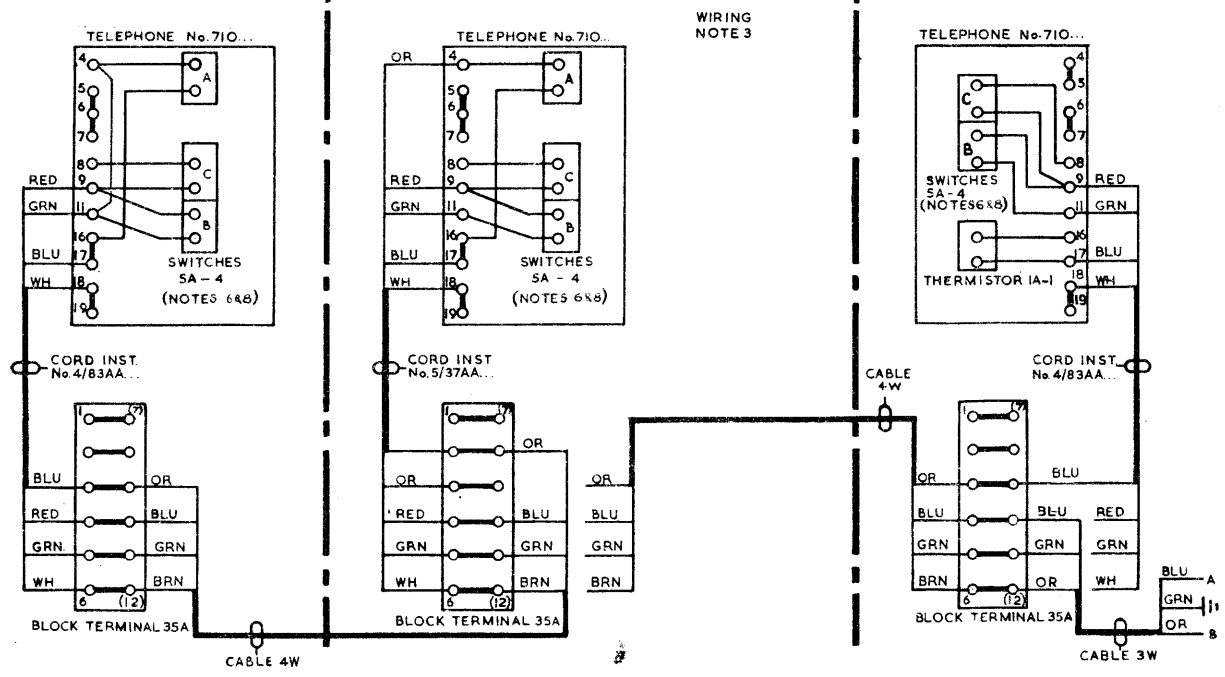 WIRING
NOTE 3
TELEPHONE No.710...
4
A
5
6
7
8
C
RED
9
GRN
11
B
16
BLU
17
SWITCHES
5A-4
WH
18
(NOTES 6&8)
19
CORD INST.
No.4/83AA...
1
(7)
BLU
OR
RED
BLU
GRN.
GRN
WH
BRN
6
(12)
BLOCK TERMINAL 35A
CABLE 4W
TELEPHONE No.710...
OR
4
A
5
6
7
8
C
RED
9
GRN
11
B
16
BLU
17
SWITCHES
5A-4
WH
18
(NOTES 6&8)
19
CORD INST
No.5/37AA...
1
(7)
OR
OR
OR
RED
BLU
BLU
GRN
GRN
GRN
WH
BRN
BRN
6
(12)
BLOCK TERMINAL 35A
TELEPHONE No.710...
4
5
C
6
7
B
8
SWITCHES
5A-4
(NOTES6&8)
9
RED
11
GRN
16
17
BLU
THERMISTOR 1A-1
18
WH
19
CORD INST
No.4/83AA...
CABLE
4W
1
(7)
OR
BLU
BLU
BLU
RED
GRN
GRN
GRN
BRN
OR
WH
6
(12)
BLOCK TERMINAL 35A
BLU
A
GRN
OR
B
CABLE 3W